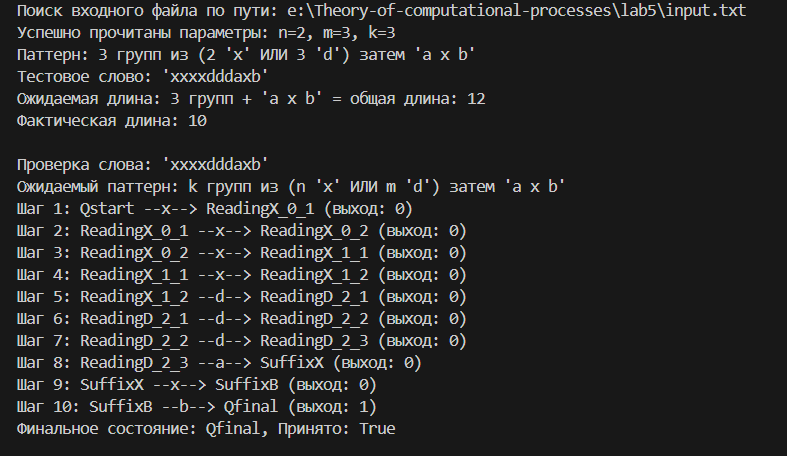 Поиск входного файла по пути: e:\Theory-of-computational-processes\lab5\input.txt
Успешно прочитаны параметры: n=2, m=3, k=3
Паттерн: 3 групп из (2 'x' ИЛИ 3 'd') затем 'a x b'
Тестовое слово: 'xxxxdddaxb'
Ожидаемая длина: 3 групп + 'a x b' = общая длина: 12
Фактическая длина: 10
Проверка слова: 'xxxxdddaxb'
Ожидаемый паттерн: k групп из (n 'x' ИЛИ m 'd') затем 'a x b'
Шаг 1: Qstart --x--> ReadingX_0_1 (выход: 0)
Шаг 2: ReadingX_0_1 --x--> ReadingX_0_2 (выход: 0)
Шаг 3: ReadingX_0_2 --x--> ReadingX_1_1 (выход: 0)
Шаг 4: ReadingX_1_1 --x--> ReadingX_1_2 (выход: 0)
Шаг 5: ReadingX_1_2 --d--> ReadingD_2_1 (выход: 0)
Шаг 6: ReadingD_2_1 --d--> ReadingD_2_2 (выход: 0)
Шаг 7: ReadingD_2_2 --d--> ReadingD_2_3 (выход: 0)
Шаг 8: ReadingD_2_3 --a--> SuffixX (выход: 0)
Шаг 9: SuffixX --x--> SuffixB (выход: 0)
Шаг 10: SuffixB --b--> Qfinal (выход: 1)
Финальное состояние: Qfinal, Принято: True